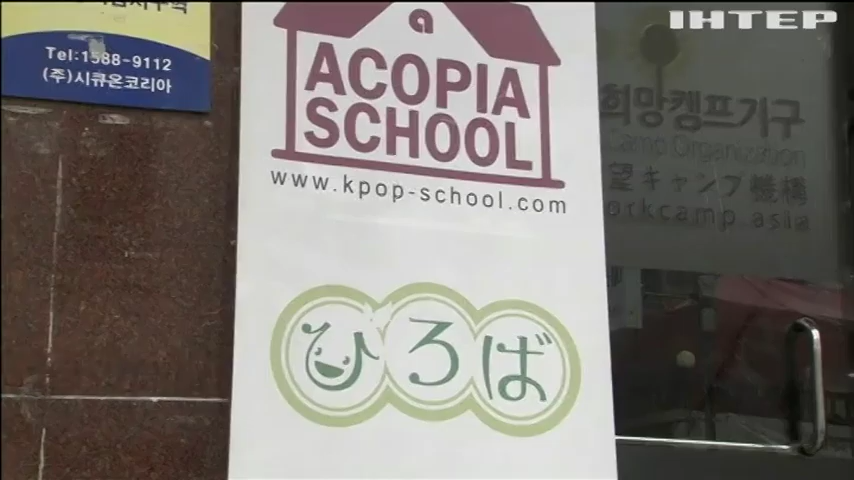 ІНТЕР
Tel:1588-9112
(주)시큐온코리아
a
ACOPIA
SCHOOL
www.kpop-school.com
ひろば
희망캠프기구
Camp Organization
望キャンプ機構
orkcamp asia